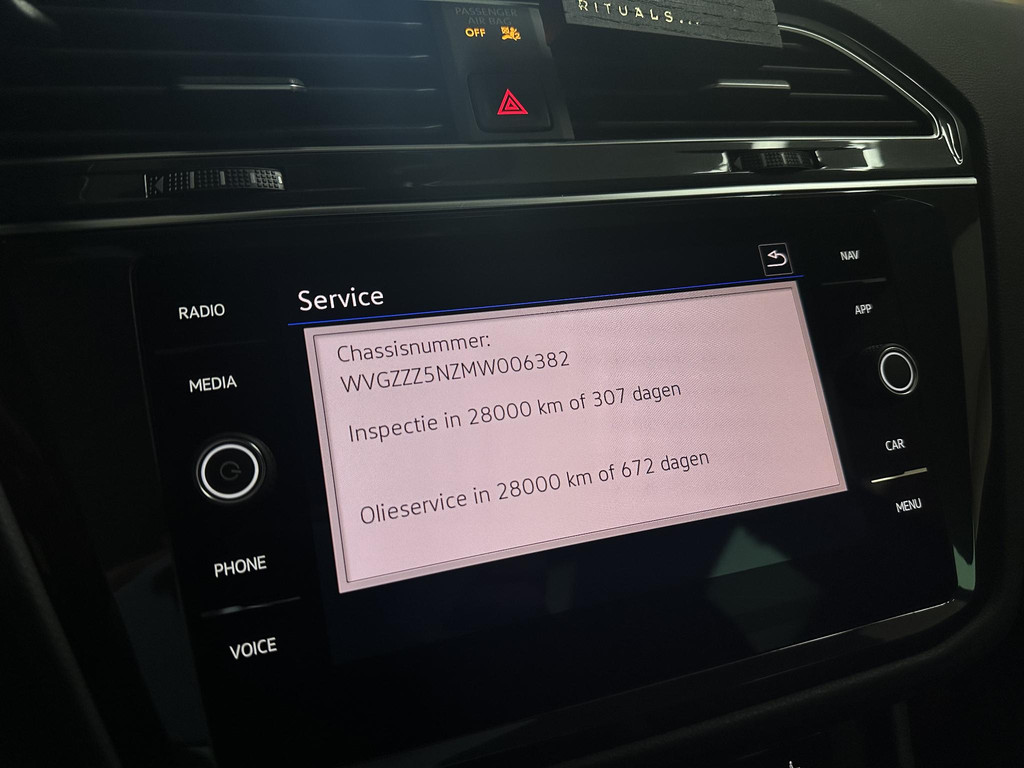 PASSENGER
AIR BAG
OFF
RITUALS...
NAV
Service
RADIO
APP
Chassisnummer:
WVGZZZ5NZMW006382
MEDIA
Inspectie in 28000 km of 307 dagen
CAR
Olieservice in 28000 km of 672 dagen
MENU
PHONE
VOICE